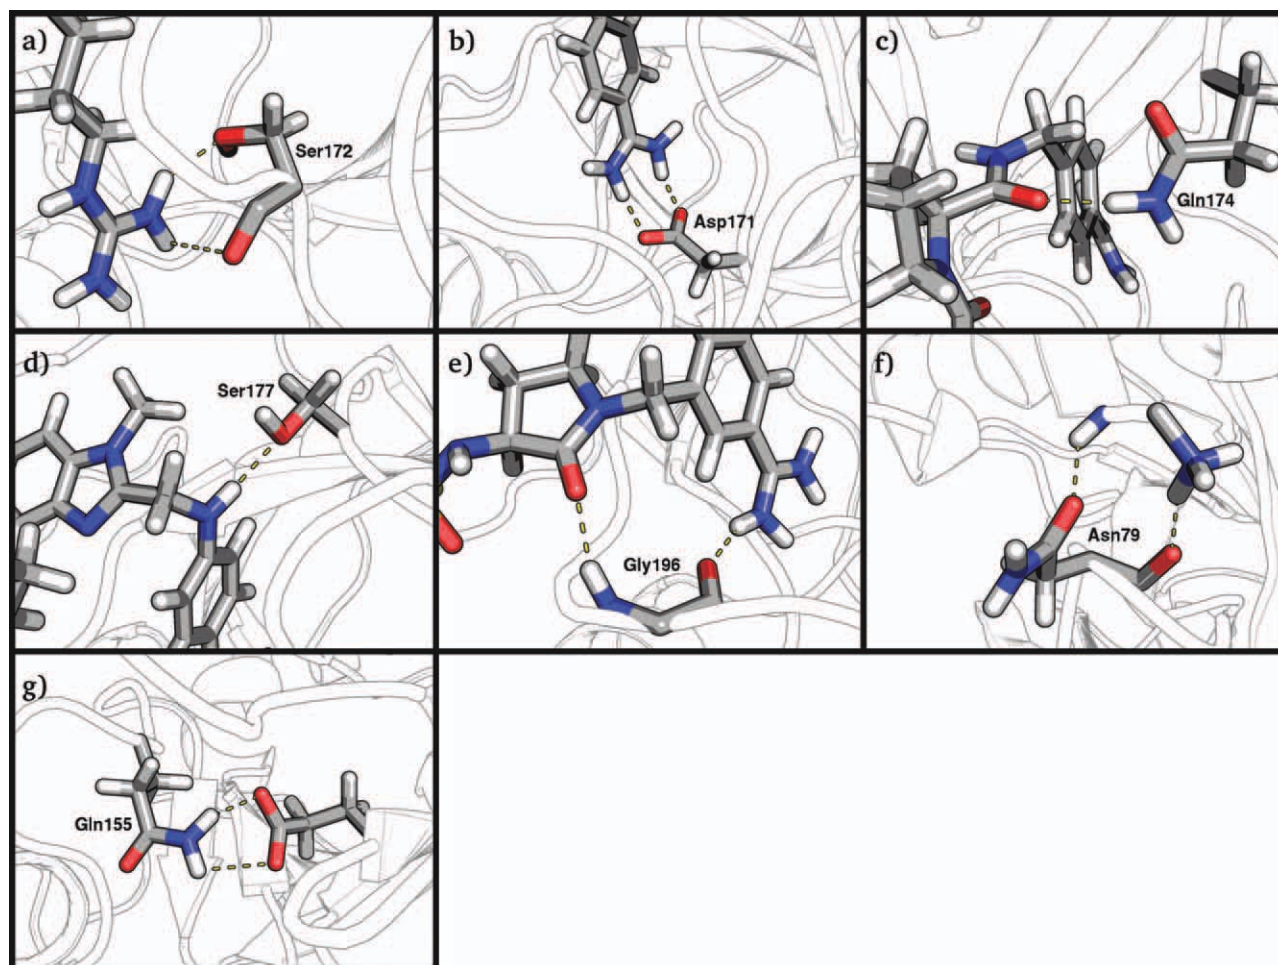 a)
Ser172
b)
Asp171
c)
Gln174
d)
Ser177
e)
Gly196
f)
Asn79
g)
Gln155